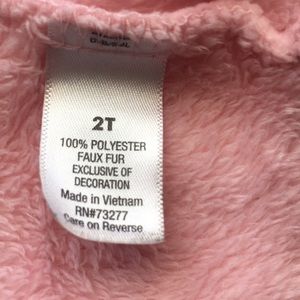 2T
100% POLYESTER
FAUX FUR
EXCLUSIVE OF
DECORATION
Made in Vietnam
RN#73277
Care on Reverse